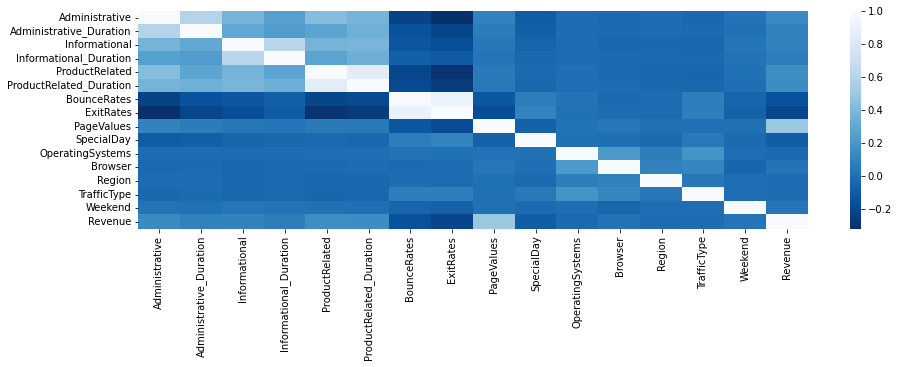 Administrative
Administrative_Duration
Informational
Informational_Duration
ProductRelated
ProductRelated_Duration
BounceRates
ExitRates
PageValues
SpecialDay
OperatingSystems
Browser
Region
TrafficType
Weekend
Revenue
Administrative
Administrative_Duration
Informational
Informational_Duration
ProductRelated
ProductRelated_Duration
BounceRates
ExitRates
PageValues
SpecialDay
OperatingSystems
Browser
Region
TrafficType
Weekend
Revenue
1.0
0.8
0.6
0.4
0.2
0.0
−0.2